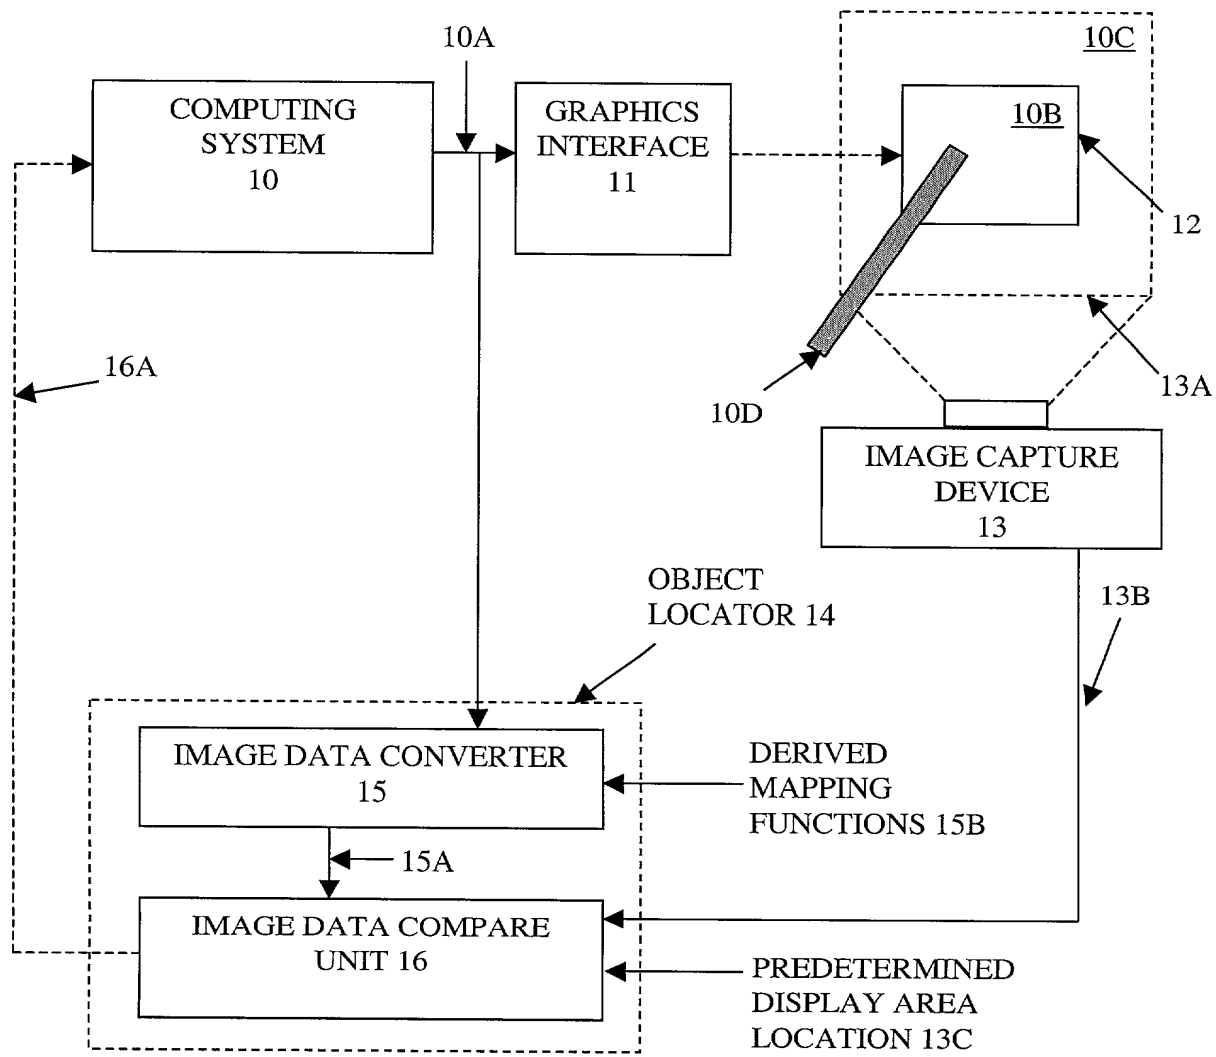 10A
10C
COMPUTING
SYSTEM
10
GRAPHICS
INTERFACE
11
10B
12
16A
10D
13A
IMAGE CAPTURE
DEVICE
13
OBJECT
LOCATOR 14
13B
IMAGE DATA CONVERTER
15
DERIVED
MAPPING
FUNCTIONS 15B
15A
IMAGE DATA COMPARE
UNIT 16
PREDETERMINED
DISPLAY AREA
LOCATION 13C